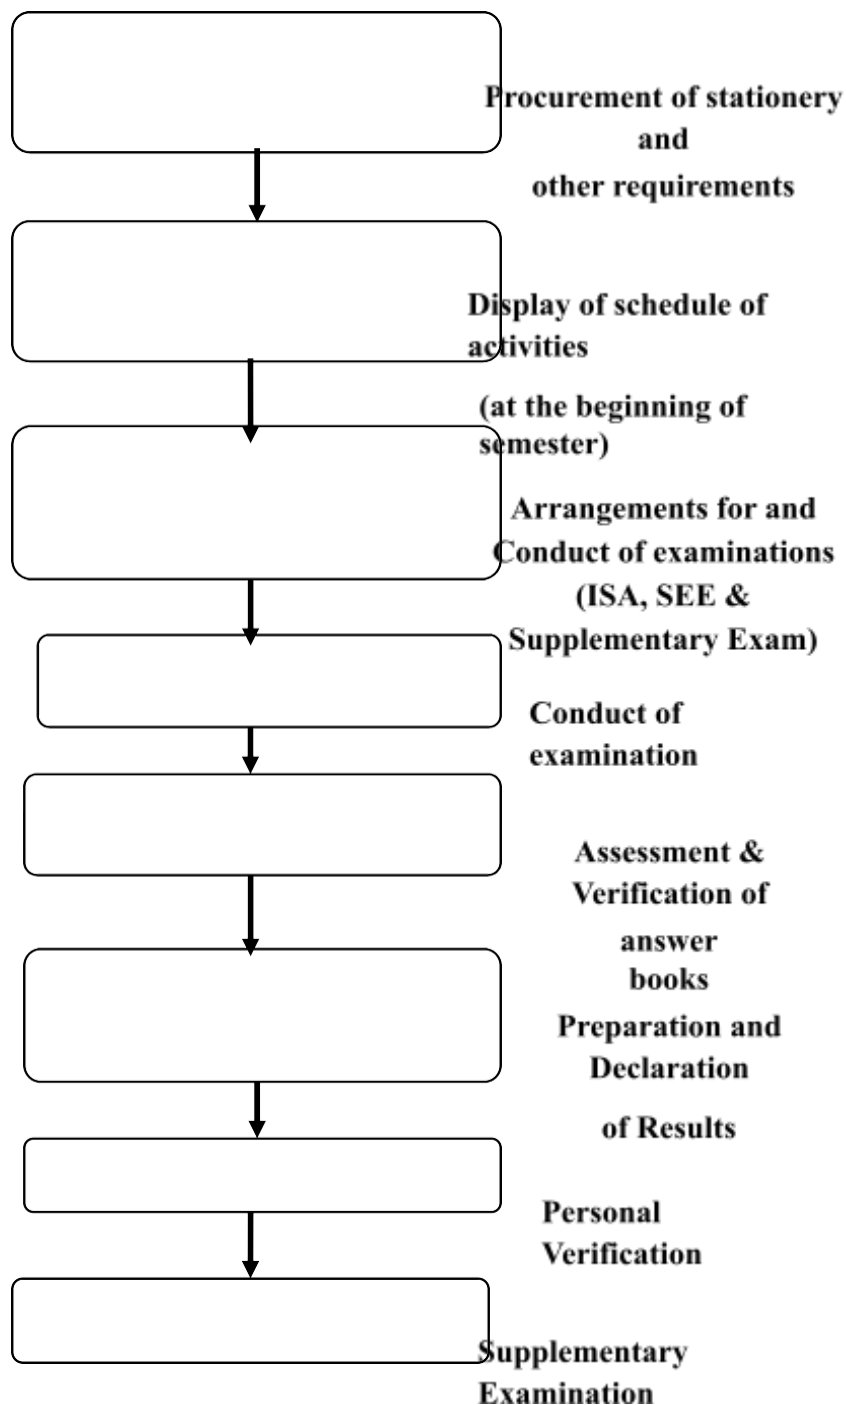 Procurement of stationery
and
other requirements
Display of schedule of
activities
(at the beginning of
semester)
Arrangements for and
Conduct of examinations
(ISA, SEE &
Supplementary Exam)
Conduct of
examination
Assessment &
Verification of
answer
books
Preparation and
Declaration
of Results
Personal
Verification
Supplementary
Examination